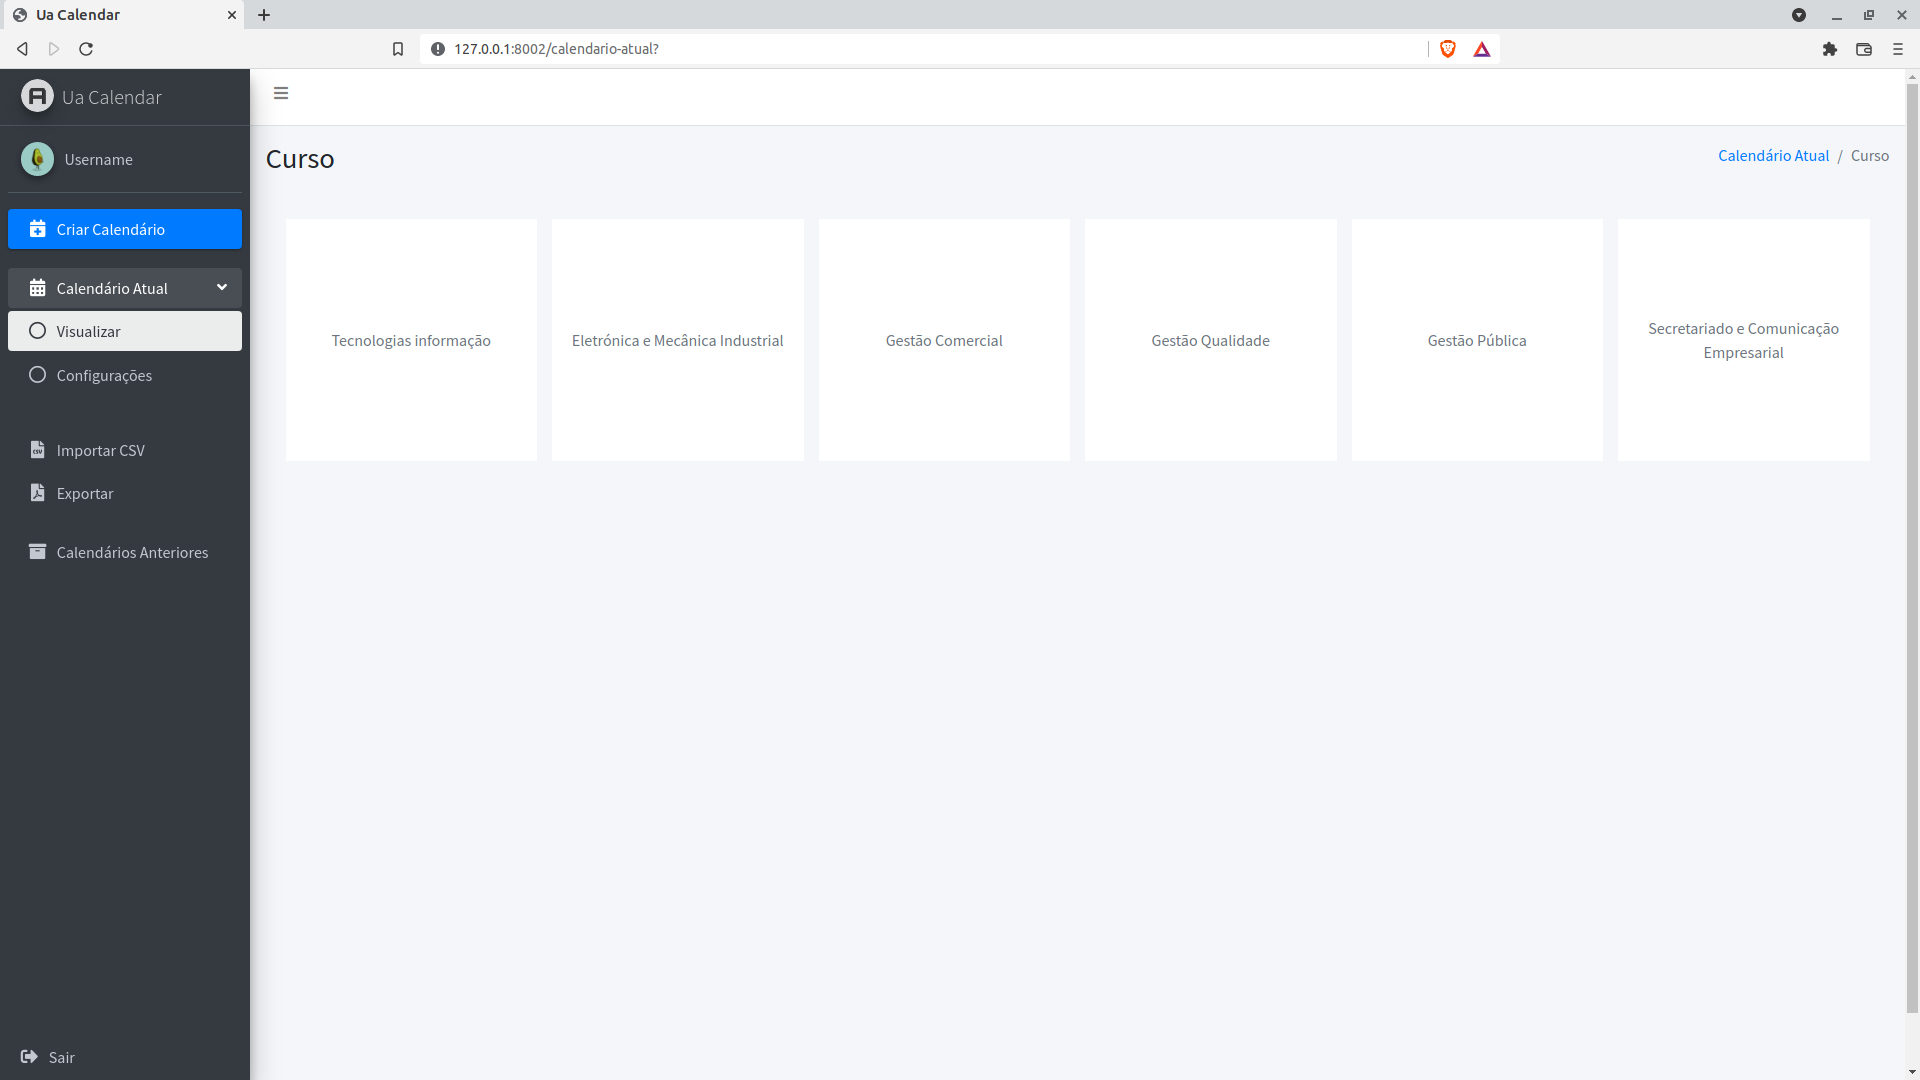 Ua Calendar
127.0.0.1:8002/calendario-atual?
Ua Calendar
Username
Criar Calendário
Calendário Atual
Visualizar
Configurações
Importar CSV
Exportar
Calendários Anteriores
Sair
Curso
Calendário Atual / Curso
Tecnologias informação
Eletrónica e Mecânica Industrial
Gestão Comercial
Gestão Qualidade
Gestão Pública
Secretariado e Comunicação
Empresarial